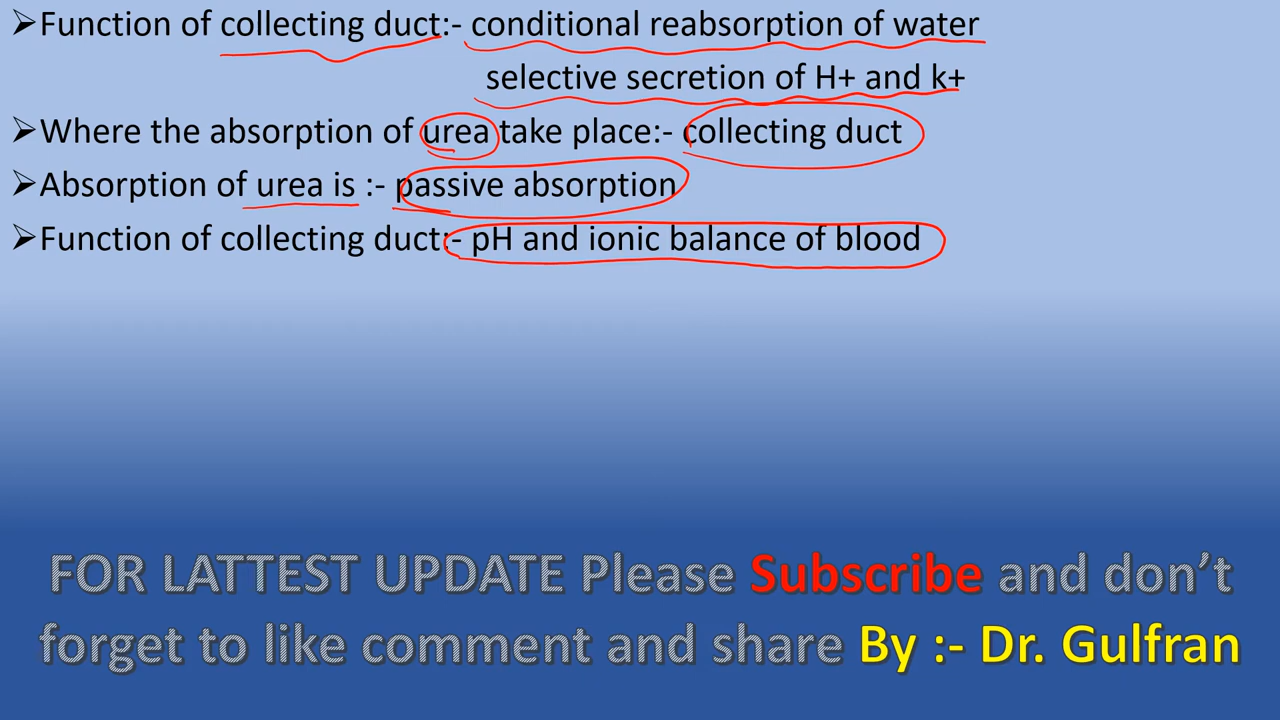 ➢Function of collecting duct:- conditional reabsorption of water
selective secretion of H+ and k+
➢Where the absorption of urea take place:- collecting duct
➢Absorption of urea is :- passive absorption
➢Function of collecting duct:- pH and ionic balance of blood
FOR LATTEST UPDATE Please Subscribe and don’t
forget to like comment and share By :- Dr. Gulfran